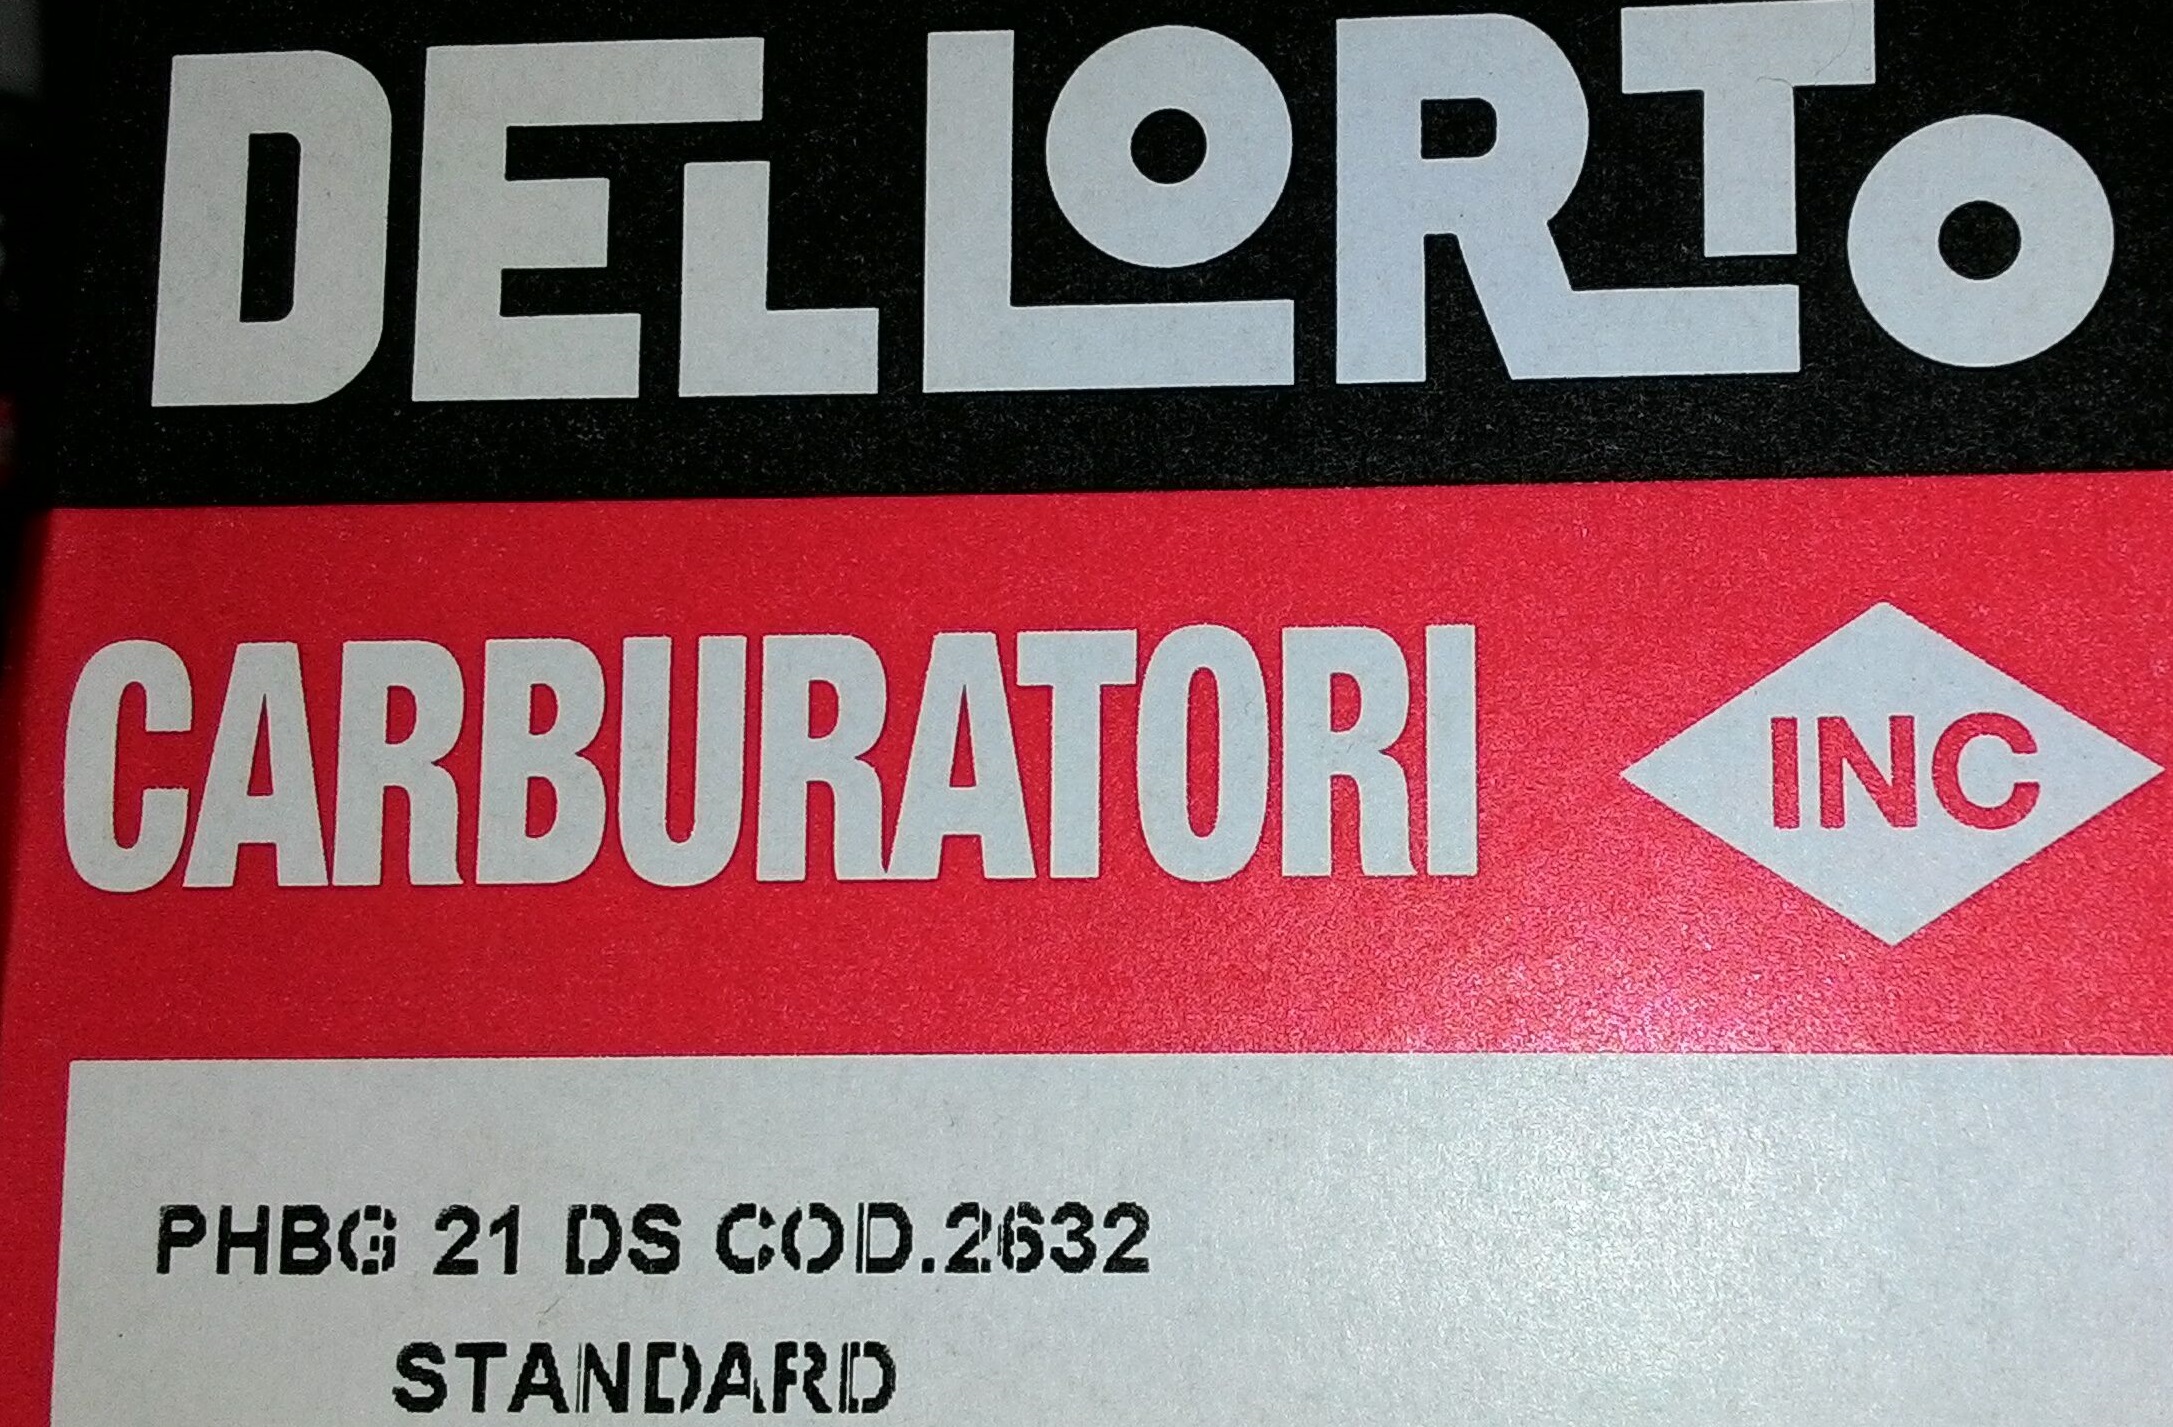 DELLORTO
CARBURATORI INC
PHBG 21 DS COD.2632
STANDARD